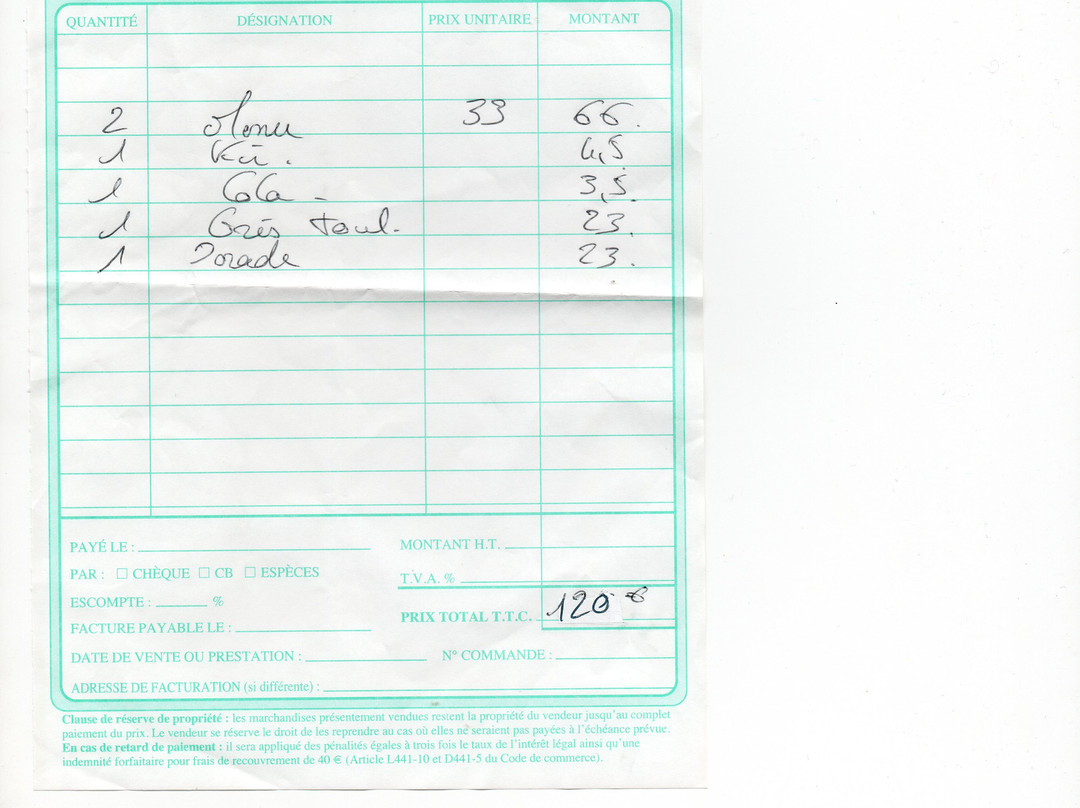 QUANTITÉ DÉSIGNATION PRIX UNITAIRE MONTANT
2 Menu 33 66.
1 Kir. 4,5
1 Cola - 3,5.
1 Grés toul. 23.
1 Dorade 23.
PAYÉ LE :
MONTANT H.T.
PAR : ☐ CHÈQUE ☐ CB ☐ ESPÈCES
T.V.A. %
ESCOMPTE : %
PRIX TOTAL T.T.C. 120 €
FACTURE PAYABLE LE :
DATE DE VENTE OU PRESTATION : N° COMMANDE :
ADRESSE DE FACTURATION (si différente) :
Clause de réserve de propriété : les marchandises présentement vendues restent la propriété du vendeur jusqu'au complet
paiement du prix. Le vendeur se réserve le droit de les reprendre au cas où elles ne seraient pas payées à l'échéance prévue.
En cas de retard de paiement : il sera appliqué des pénalités égales à trois fois le taux de l'intérêt légal ainsi qu'une
indemnité forfaitaire pour frais de recouvrement de 40 € (Article L441-10 et D441-5 du Code de commerce).